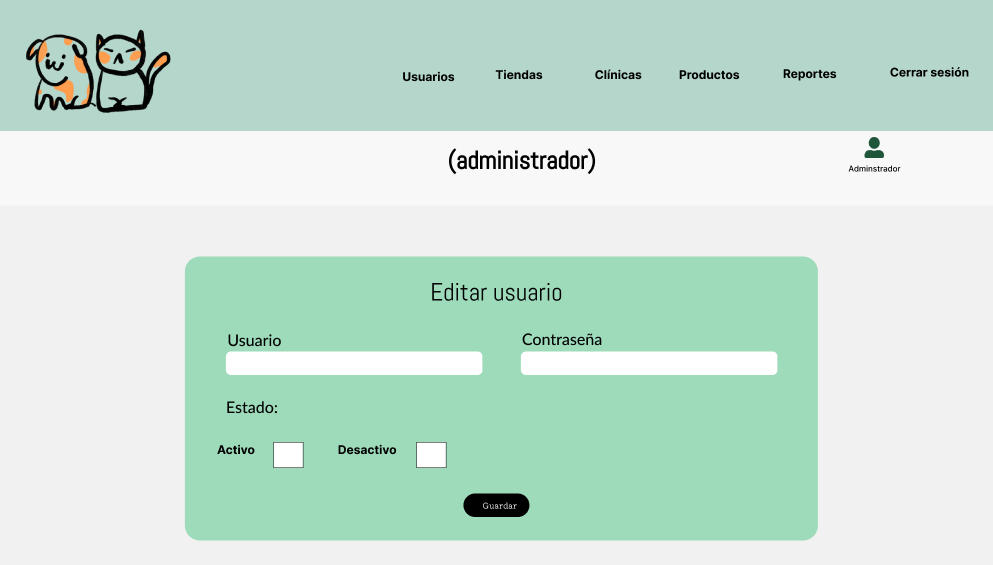 Usuarios Tiendas Clínicas Productos Reportes Cerrar sesión
(administrador)
Adminstrador
Editar usuario
Usuario Contraseña
Estado:
Activo Desactivo
Guardar